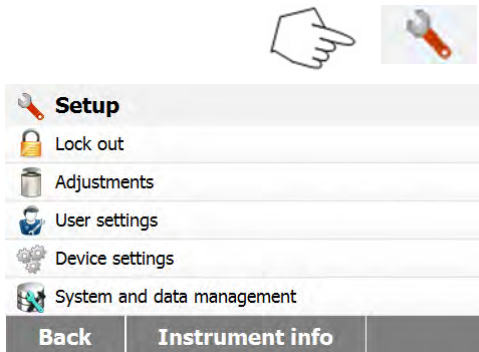 Setup
Lock out
Adjustments
User settings
Device settings
System and data management
Back Instrument info